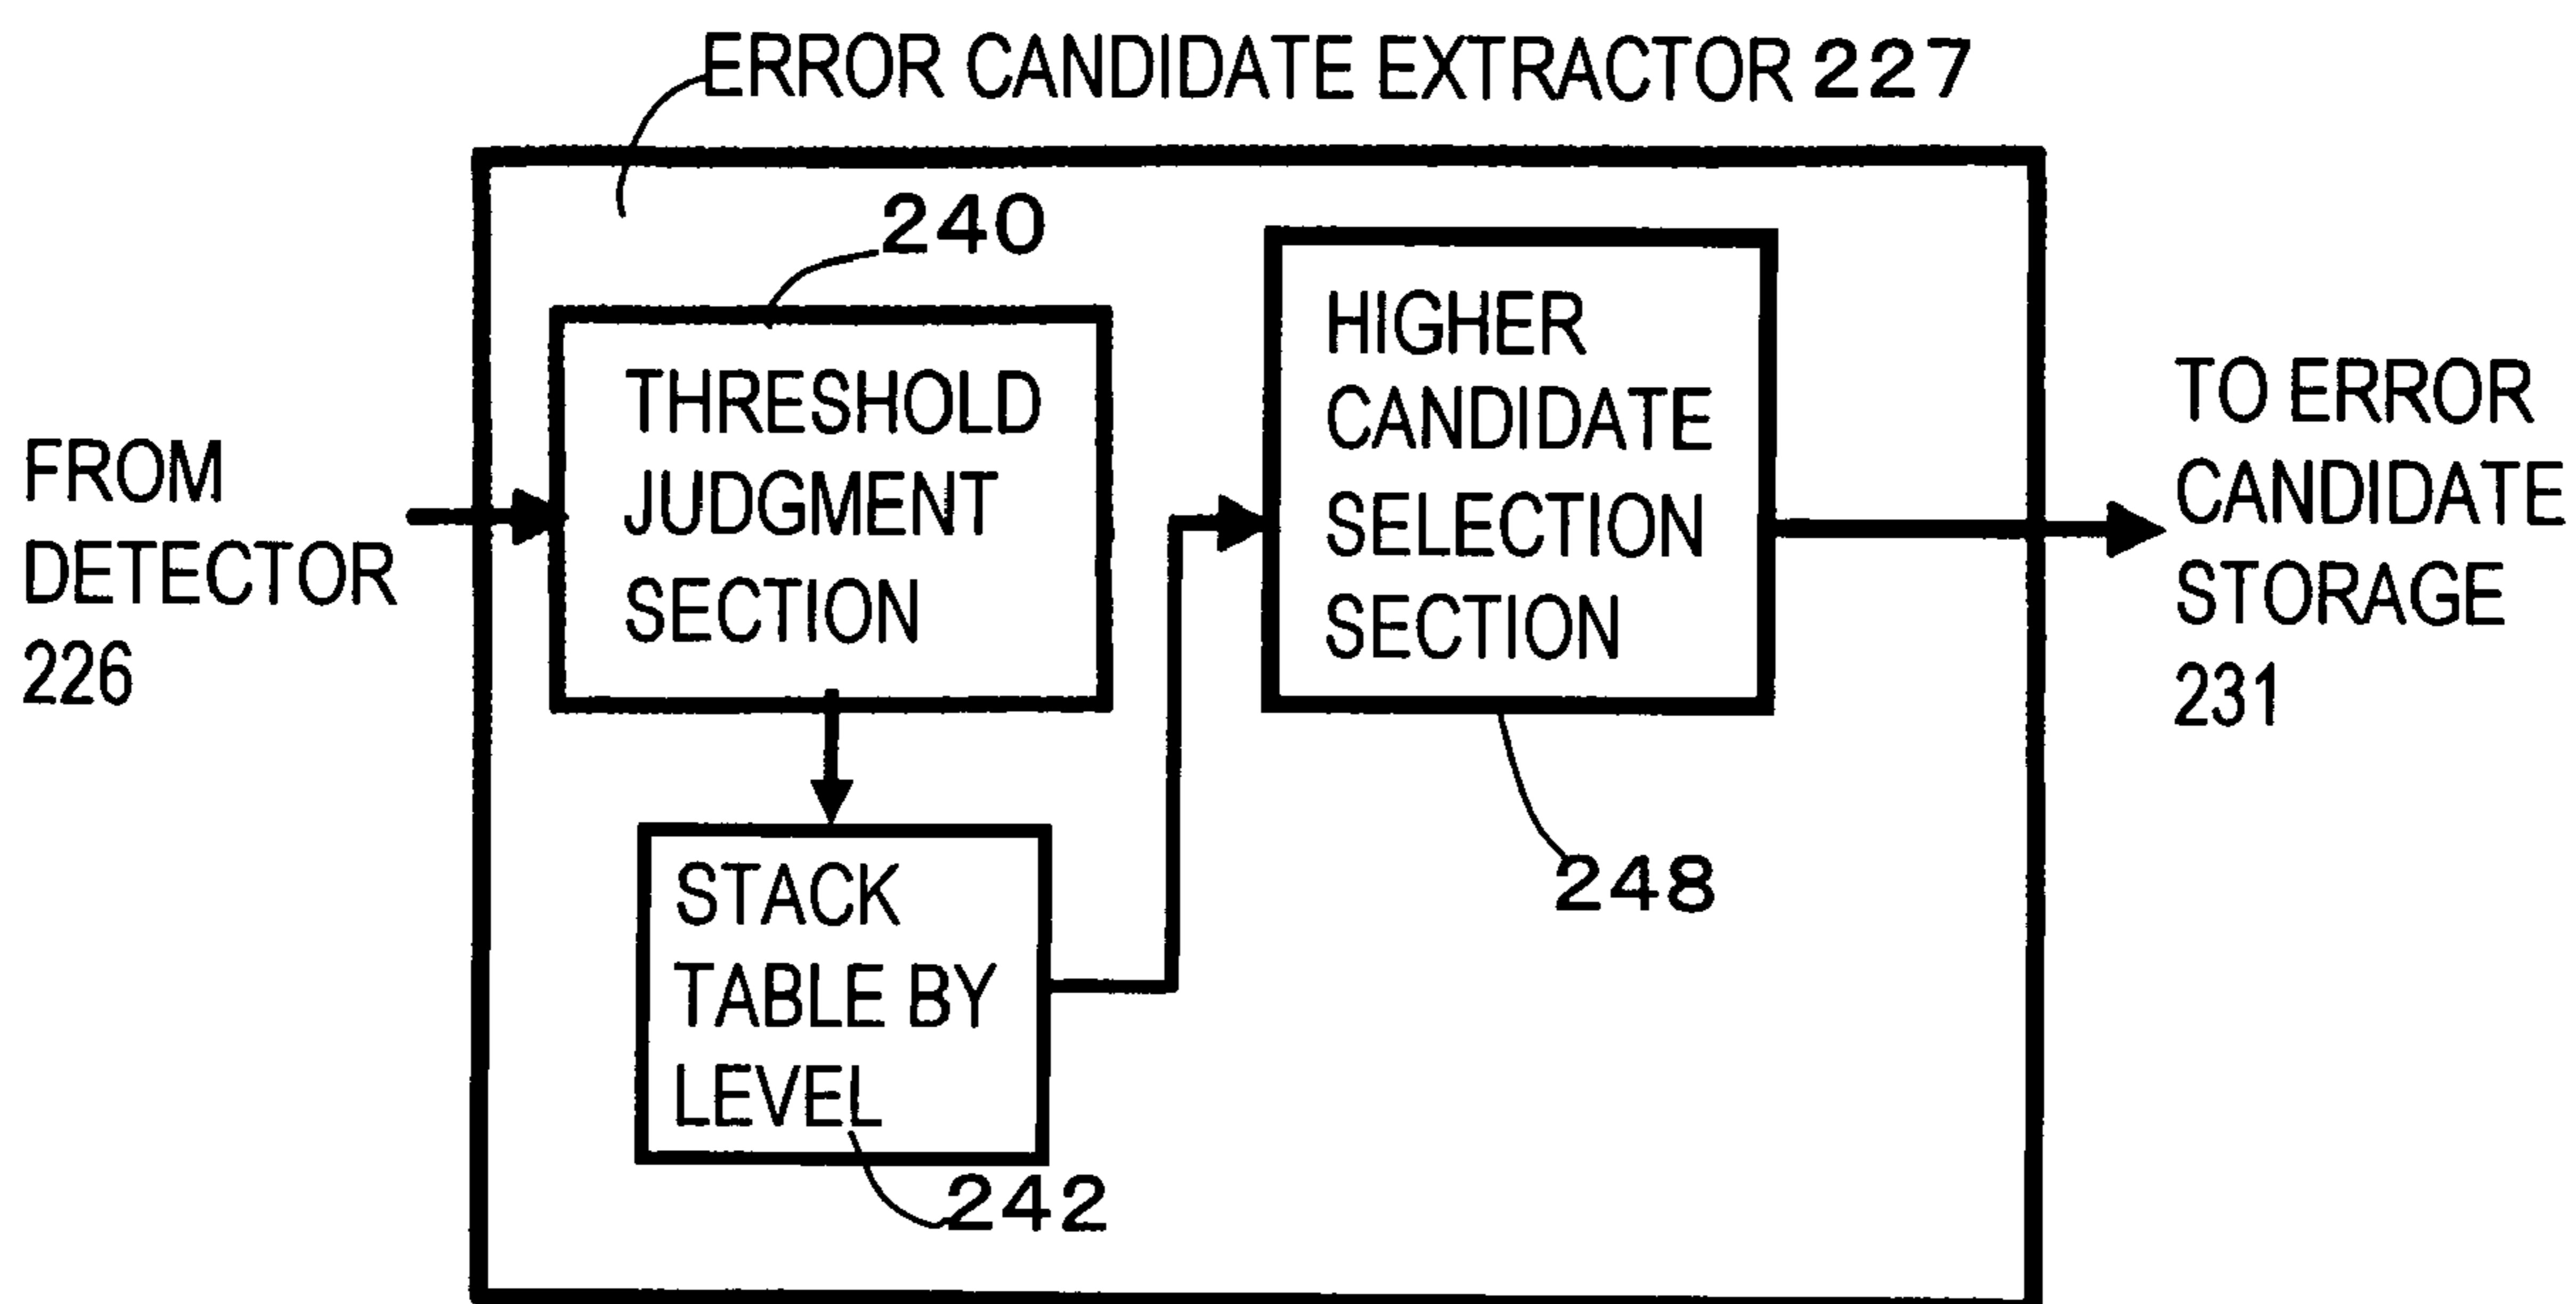 ERROR CANDIDATE EXTRACTOR 227
FROM
DETECTOR
226
240
THRESHOLD
JUDGMENT
SECTION
STACK
TABLE BY
LEVEL
242
HIGHER
CANDIDATE
SELECTION
SECTION
248
TO ERROR
CANDIDATE
STORAGE
231